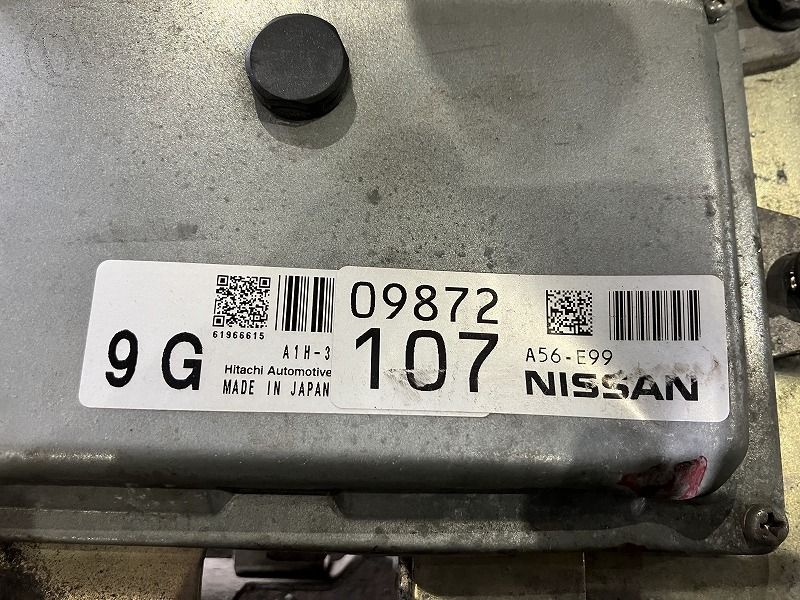 9 G
61966615
A1H-3
Hitachi Automotive
MADE IN JAPAN
09872
107
A56-E99
NISSAN